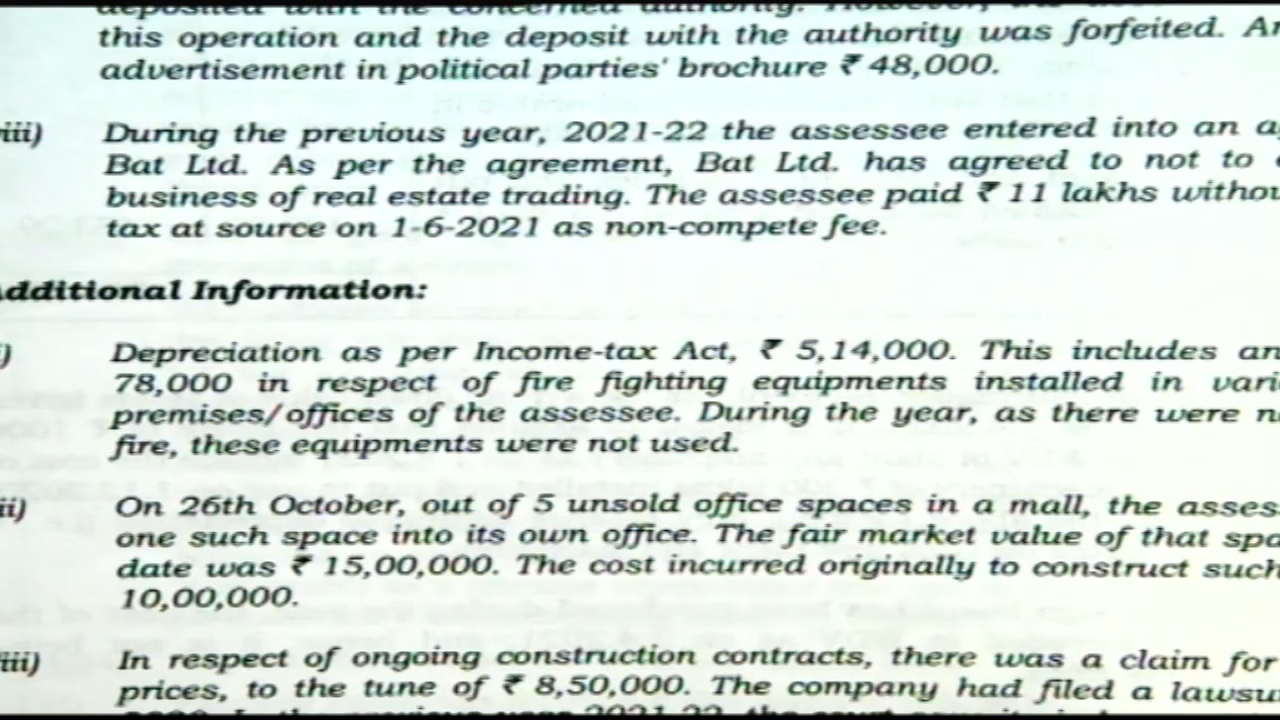 deposited with the concerned authority. However,
this operation and the deposit with the authority was forfeited.
advertisement in political parties' brochure ₹ 48,000.
iii) During the previous year, 2021-22 the assessee entered into an
Bat Ltd. As per the agreement, Bat Ltd. has agreed to not to
business of real estate trading. The assessee paid ₹ 11 lakhs
tax at source on 1-6-2021 as non-compete fee.
dditional Information:
) Depreciation as per Income-tax Act, ₹ 5,14,000. This includes
78,000 in respect of fire fighting equipments installed in
premises/offices of the assessee. During the year, as there were
fire, these equipments were not used.
ii) On 26th October, out of 5 unsold office spaces in a mall, the
one such space into its own office. The fair market value of that
date was ₹ 15,00,000. The cost incurred originally to construct such
10,00,000.
iii) In respect of ongoing construction contracts, there was a claim for
prices, to the tune of ₹ 8,50,000. The company had filed a